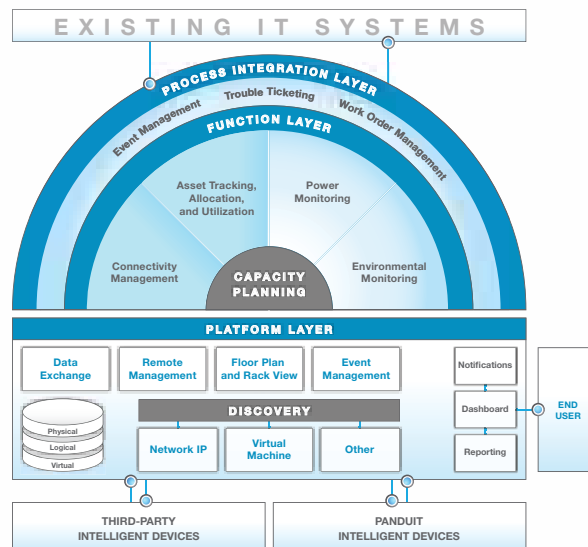 EXISTING IT SYSTEMS
PROCESS INTEGRATION LAYER
Event Management
Trouble Ticketing
Work Order Management
FUNCTION LAYER
Asset Tracking,
Allocation,
and Utilization
Power
Monitoring
Connectivity
Management
Environmental
Monitoring
CAPACITY
PLANNING
PLATFORM LAYER
Data
Exchange
Remote
Management
Floor Plan
and Rack View
Event
Management
Notifications
Dashboard
Reporting
END
USER
Physical
Logical
Virtual
DISCOVERY
Network IP
Virtual
Machine
Other
THIRD-PARTY
INTELLIGENT DEVICES
PANDUIT
INTELLIGENT DEVICES